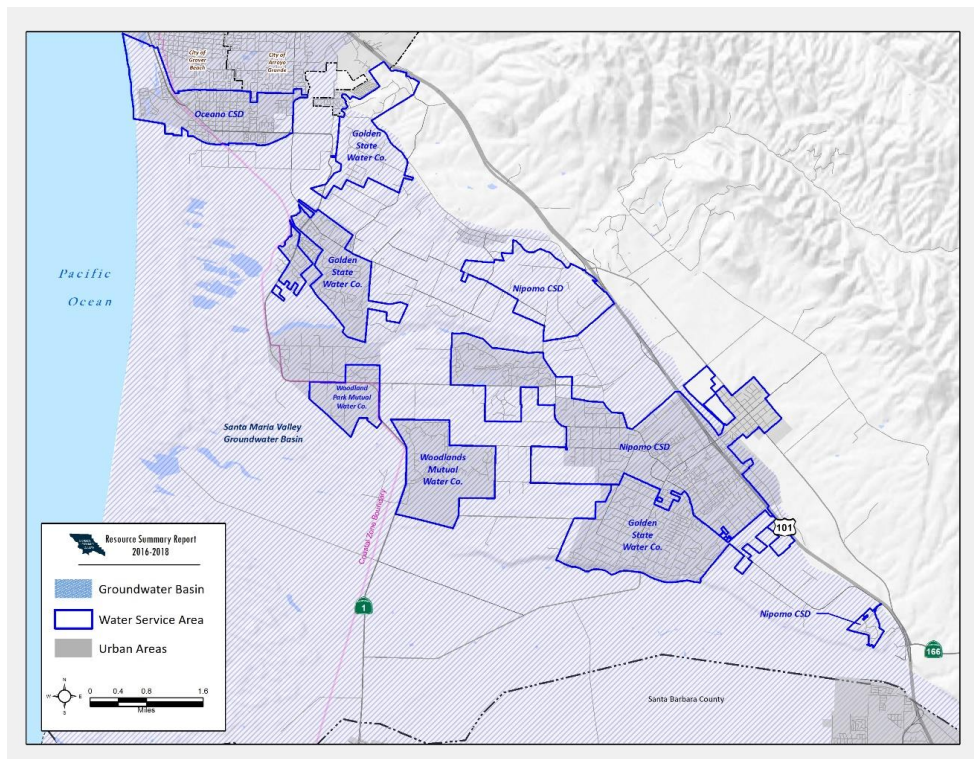 City of
Grover
Beach
City of
Arroyo
Grande
Oceano CSD
Golden
State
Water Co.
Golden
State
Water Co.
Nipomo CSD
Pacific
Ocean
Woodland
Park Mutual
Water Co.
Santa Maria Valley
Groundwater Basin
Woodlands
Mutual
Water Co.
Nipomo CSD
Golden
State
Water Co.
101
Coastal Zone Boundary
Nipomo CSD
1
166
Santa Barbara County
Resource Summary Report
2016-2018
Groundwater Basin
Water Service Area
Urban Areas
N
W
E
S
0 0.4 0.8 1.6
Miles